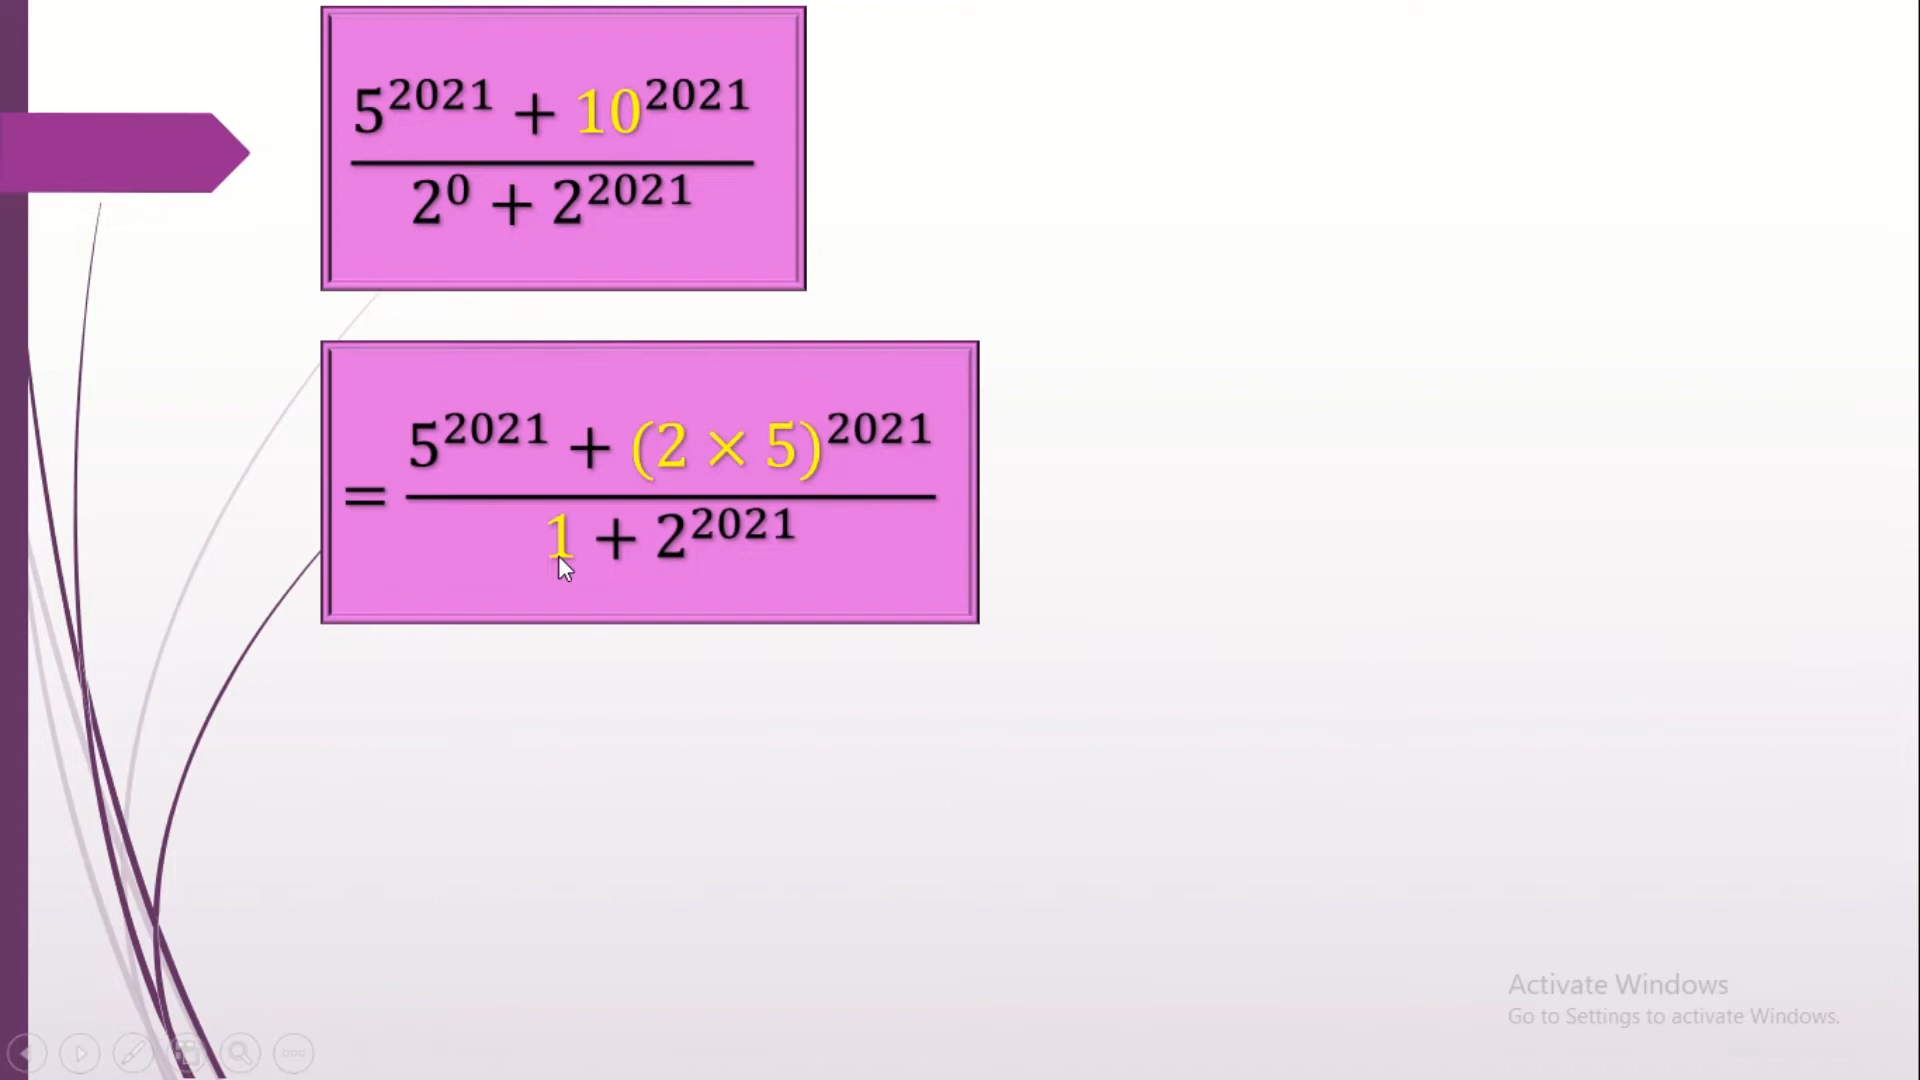 5^2021 + 10^2021
2^0 + 2^2021
= 5^2021 + (2 × 5)^2021
1 + 2^2021
Activate Windows
Go to Settings to activate Windows.